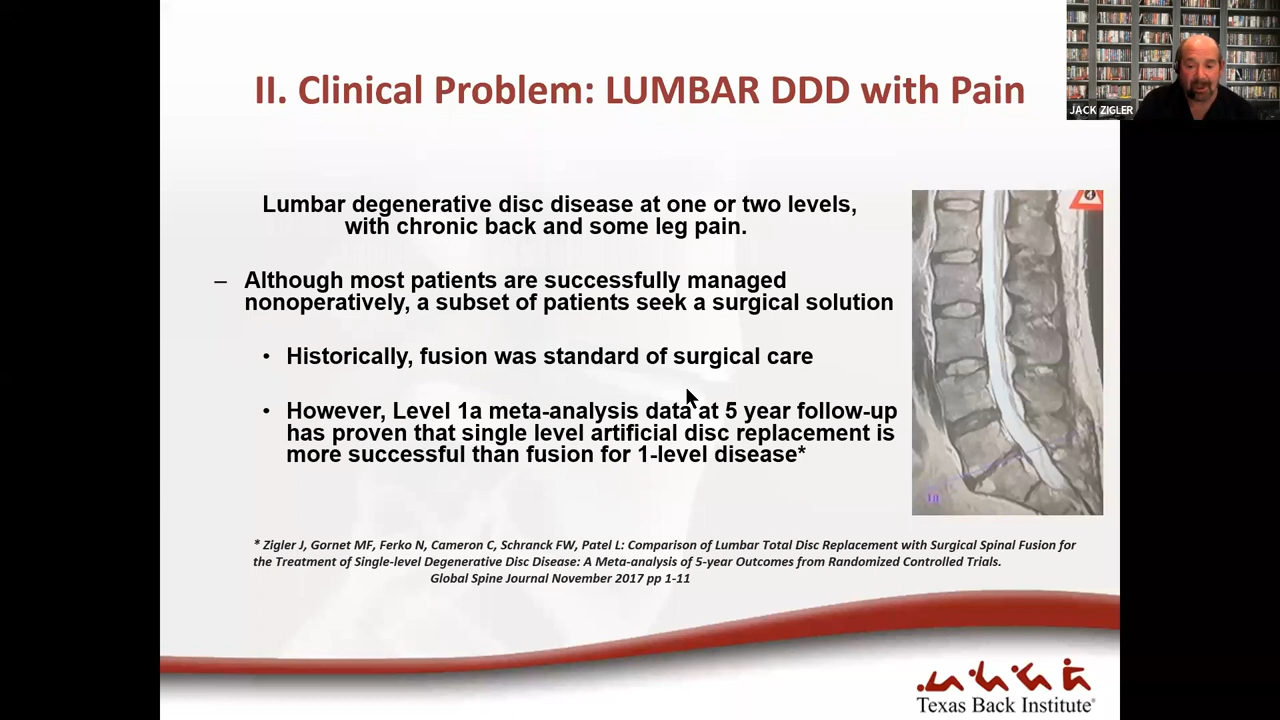 II. Clinical Problem: LUMBAR DDD with Pain
JACK ZIGLER
Lumbar degenerative disc disease at one or two levels,
with chronic back and some leg pain.
– Although most patients are successfully managed
nonoperatively, a subset of patients seek a surgical solution
• Historically, fusion was standard of surgical care
• However, Level 1a meta-analysis data at 5 year follow-up
has proven that single level artificial disc replacement is
more successful than fusion for 1-level disease*
* Zigler J, Gornet MF, Ferko N, Cameron C, Schranck FW, Patel L: Comparison of Lumbar Total Disc Replacement with Surgical Spinal Fusion for
the Treatment of Single-level Degenerative Disc Disease: A Meta-analysis of 5-year Outcomes from Randomized Controlled Trials.
Global Spine Journal November 2017 pp 1-11
Texas Back Institute®